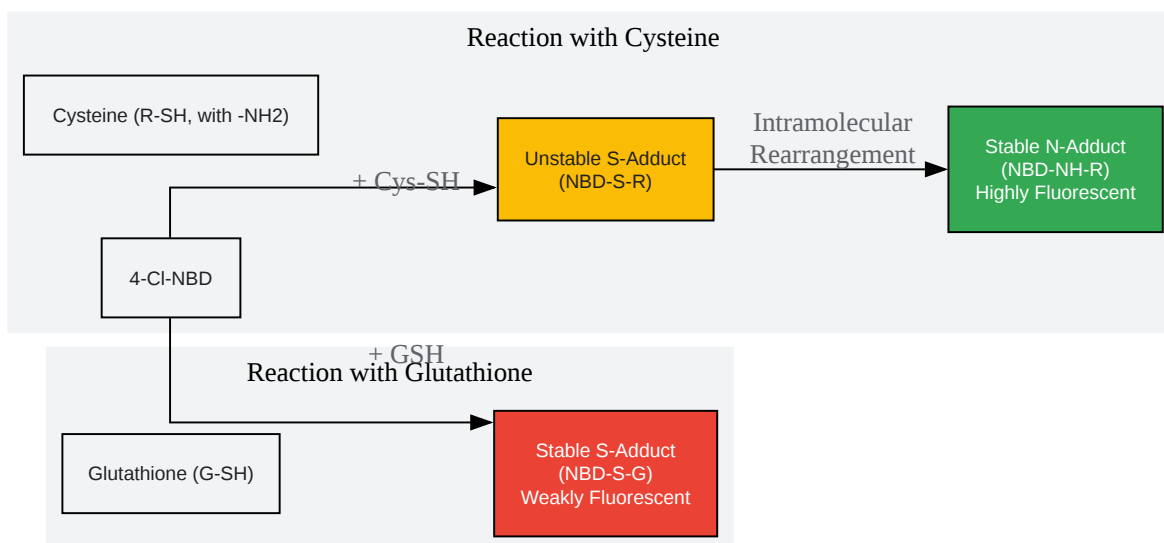 Reaction with Cysteine
Cysteine (R-SH, with -NH2)
+ Cys-SH
Unstable S-Adduct
(NBD-S-R)
Intramolecular
Rearrangement
Stable N-Adduct
(NBD-NH-R)
Highly Fluorescent
4-Cl-NBD
+ GSH
Reaction with Glutathione
Glutathione (G-SH)
Stable S-Adduct
(NBD-S-G)
Weakly Fluorescent